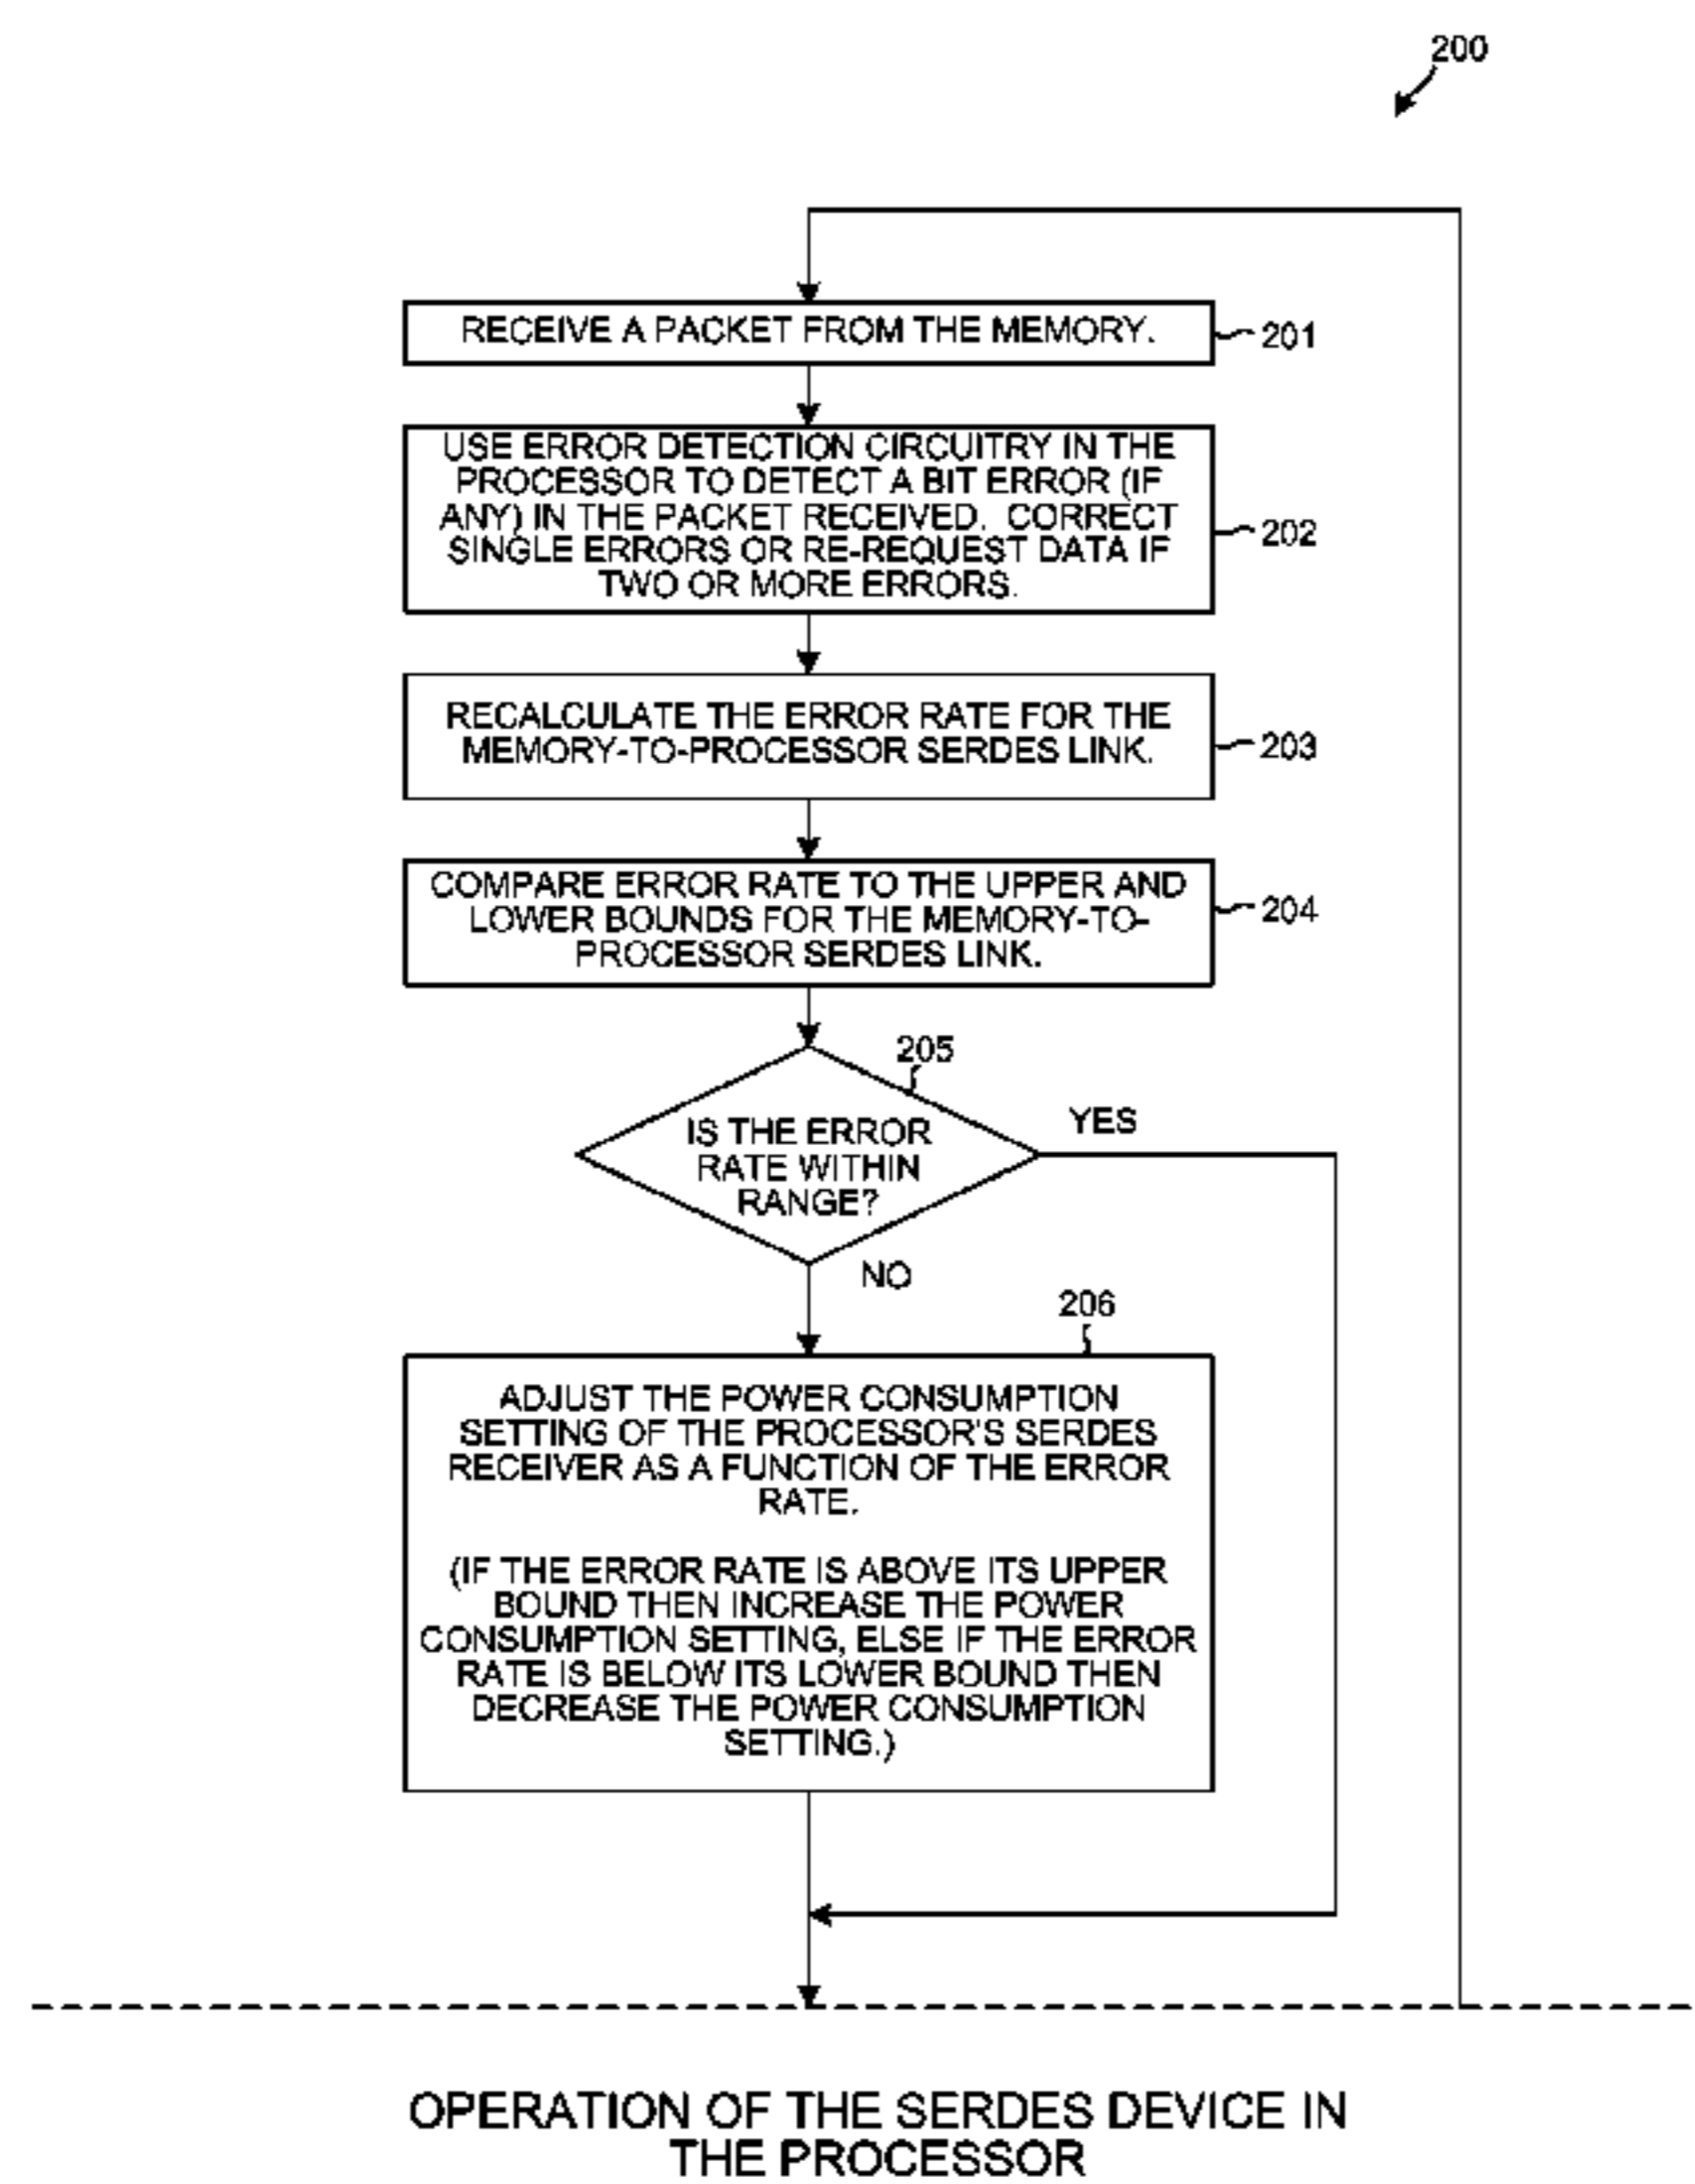 200
RECEIVE A PACKET FROM THE MEMORY.
201
USE ERROR DETECTION CIRCUITRY IN THE
PROCESSOR TO DETECT A BIT ERROR (IF
ANY) IN THE PACKET RECEIVED. CORRECT
SINGLE ERRORS OR RE-REQUEST DATA IF
TWO OR MORE ERRORS.
202
RECALCULATE THE ERROR RATE FOR THE
MEMORY-TO-PROCESSOR SERDES LINK.
203
COMPARE ERROR RATE TO THE UPPER AND
LOWER BOUNDS FOR THE MEMORY-TO-
PROCESSOR SERDES LINK.
204
205
IS THE ERROR
RATE WITHIN
RANGE?
YES
NO
206
ADJUST THE POWER CONSUMPTION
SETTING OF THE PROCESSOR'S SERDES
RECEIVER AS A FUNCTION OF THE ERROR
RATE.
(IF THE ERROR RATE IS ABOVE ITS UPPER
BOUND THEN INCREASE THE POWER
CONSUMPTION SETTING, ELSE IF THE ERROR
RATE IS BELOW ITS LOWER BOUND THEN
DECREASE THE POWER CONSUMPTION
SETTING.)
OPERATION OF THE SERDES DEVICE IN
THE PROCESSOR